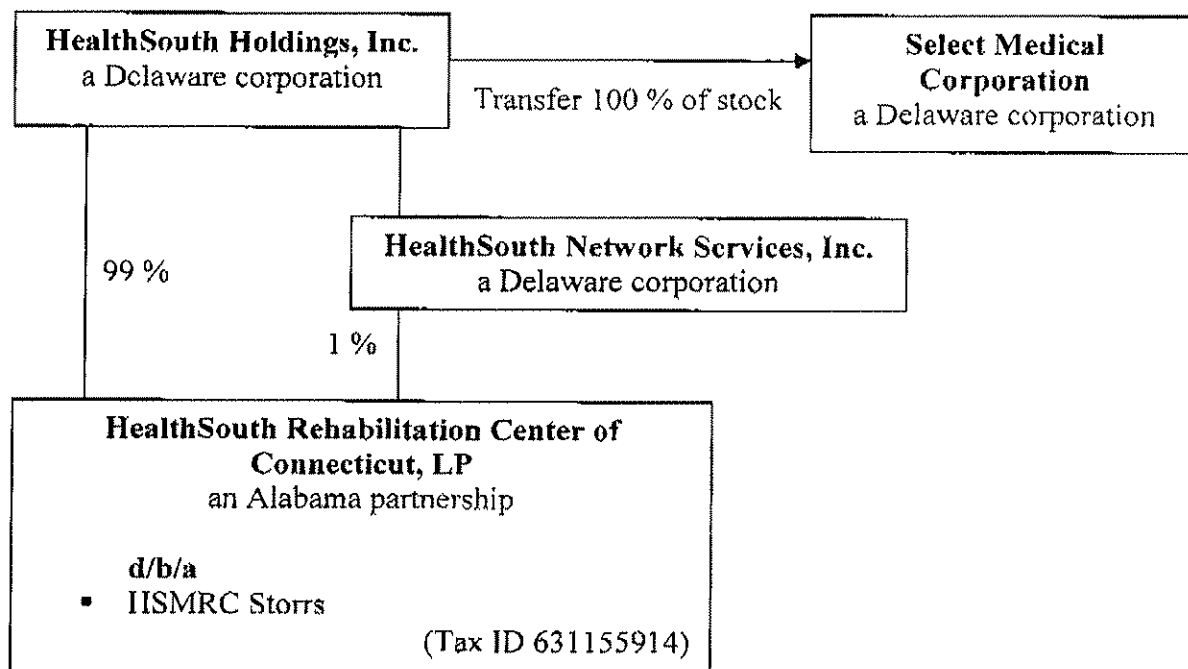 HealthSouth Holdings, Inc.
a Delaware corporation
Transfer 100 % of stock
Select Medical
Corporation
a Delaware corporation
99 %
HealthSouth Network Services, Inc.
a Delaware corporation
1 %
HealthSouth Rehabilitation Center of
Connecticut, LP
an Alabama partnership
d/b/a
▪ HSMRC Storrs
(Tax ID 631155914)